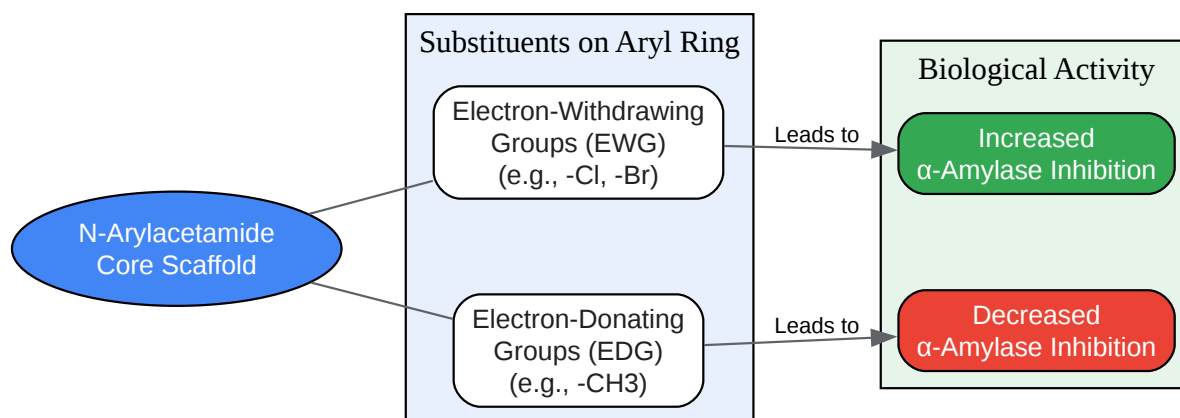 N-Arylacetamide
Core Scaffold
Substituents on Aryl Ring
Electron-Withdrawing
Groups (EWG)
(e.g., -Cl, -Br)
Electron-Donating
Groups (EDG)
(e.g., -CH3)
Leads to
Leads to
Biological Activity
Increased
α-Amylase Inhibition
Decreased
α-Amylase Inhibition